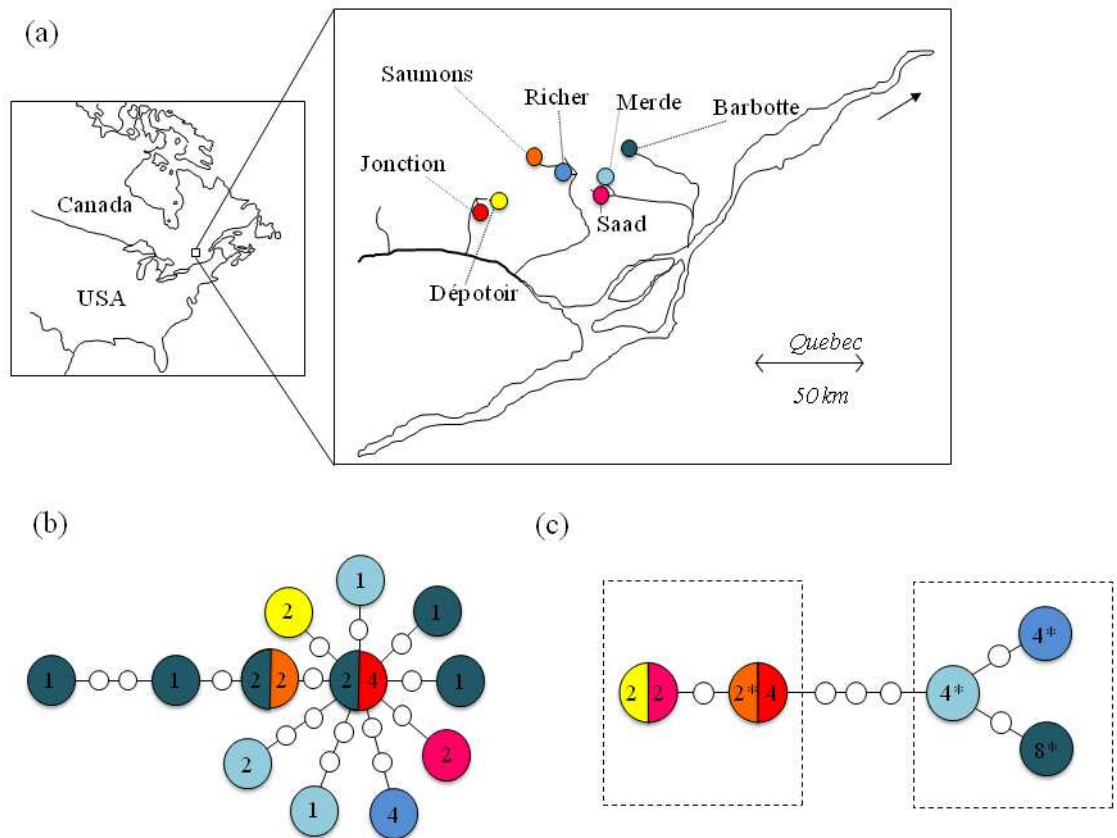 (a)
Canada
USA
Saumons
Richer
Merde
Barbotte
Jonction
Saad
Dépotoir
Quebec
50 km
(b)
1
2
1
1
1
2
2
2
4
1
2
2
1
4
(c)
2
2
2*
4
4*
4*
8*